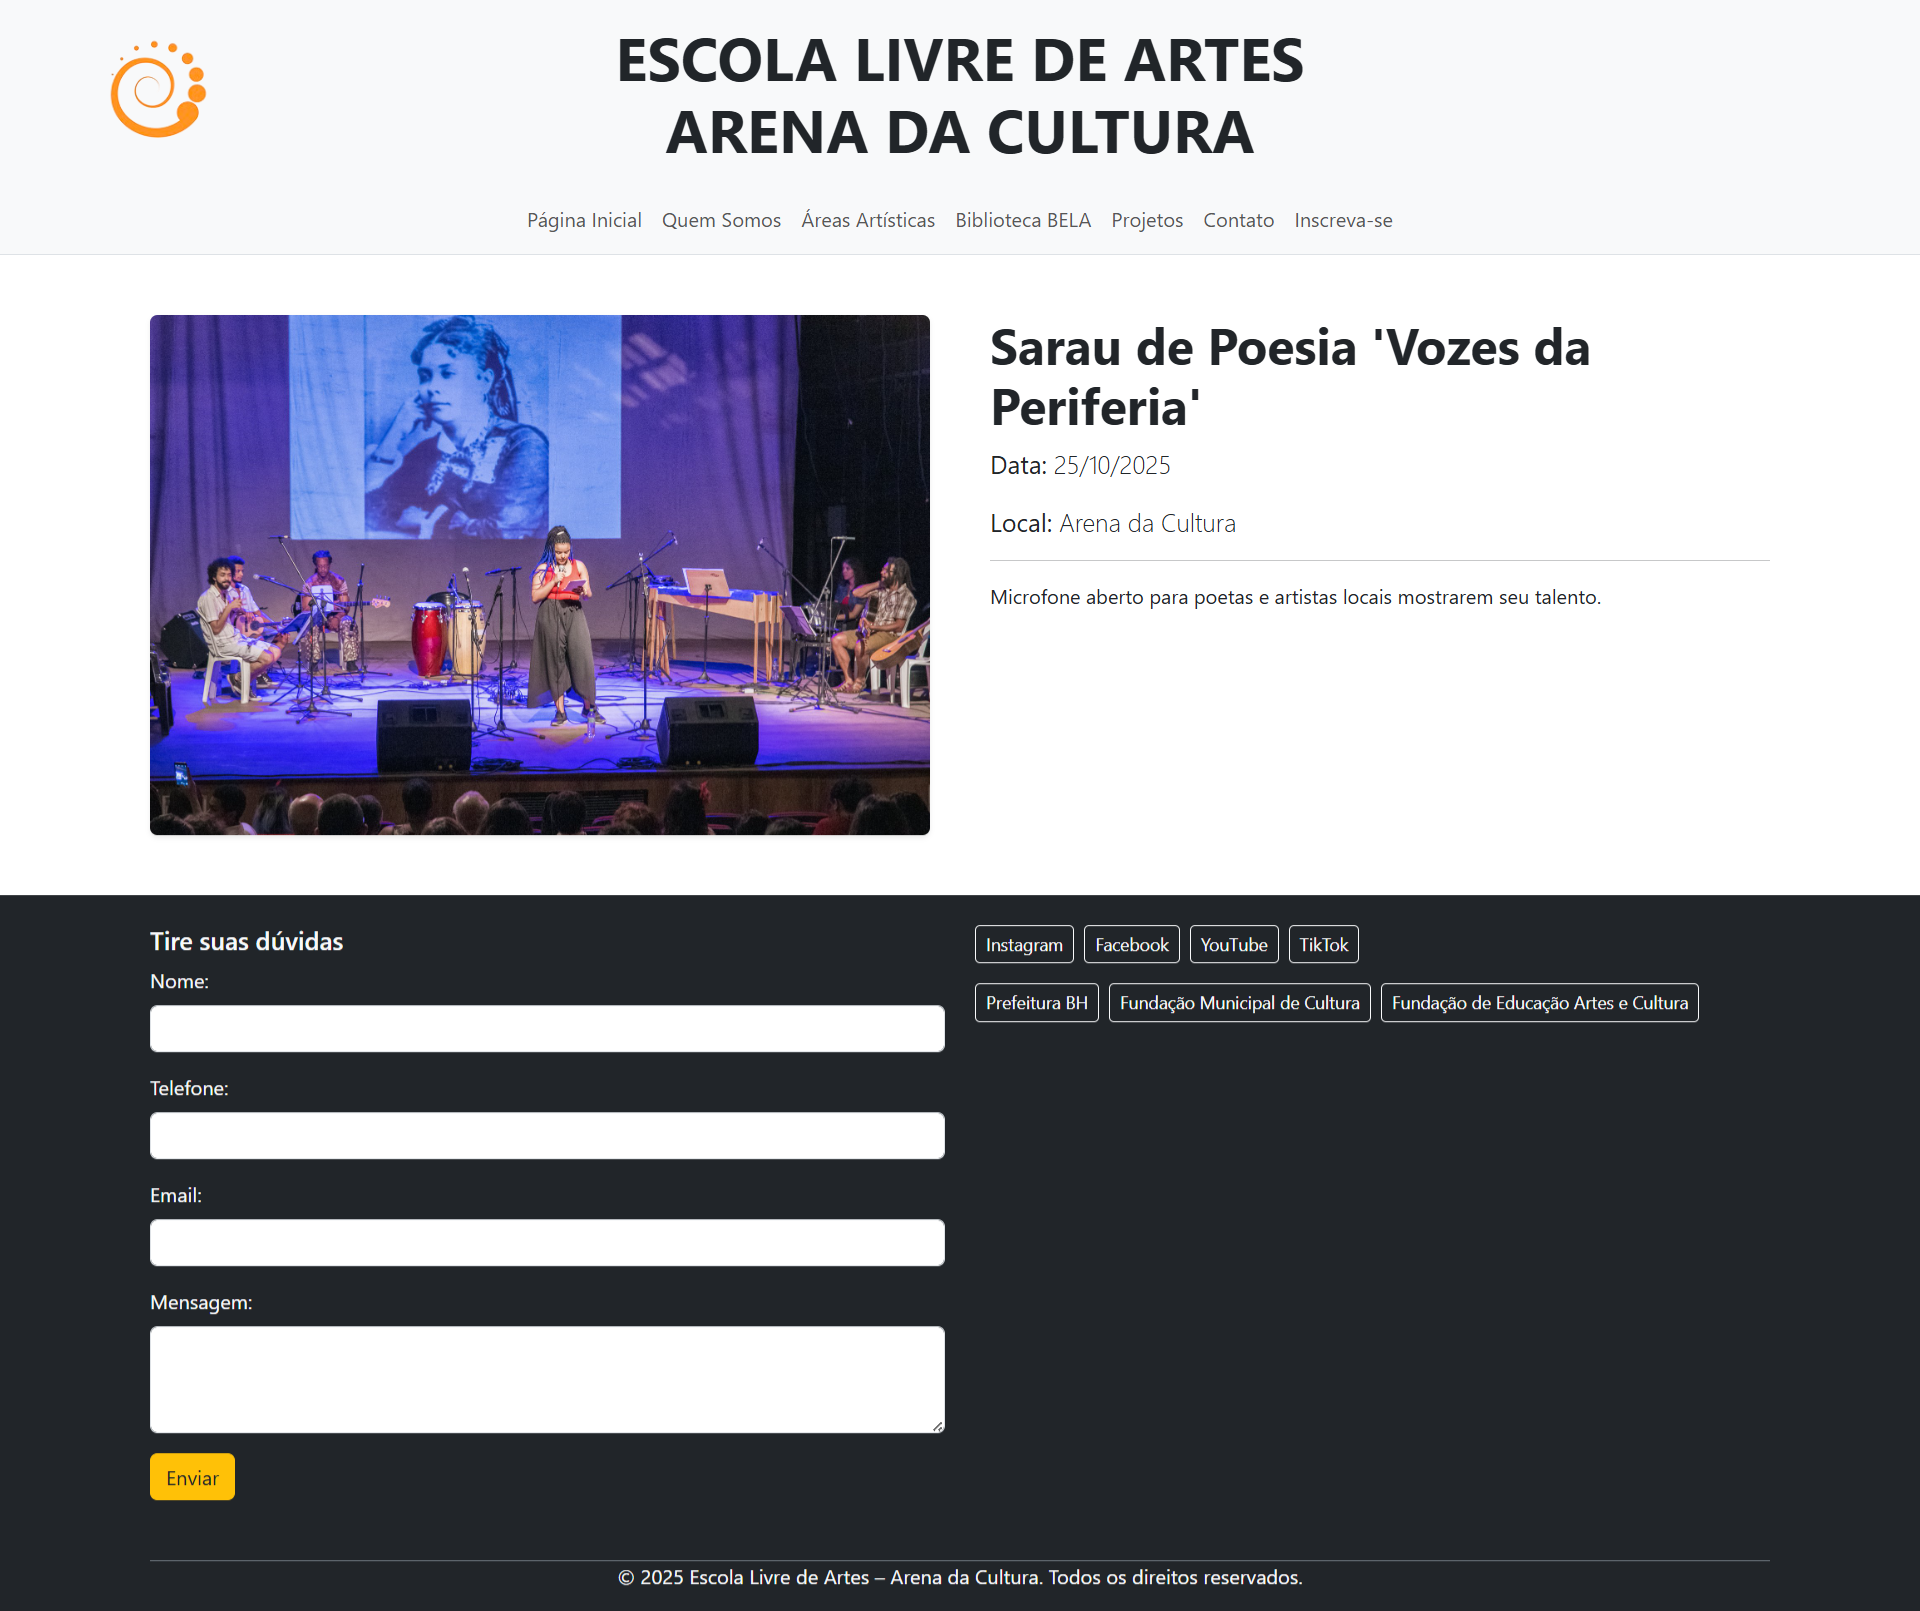 ESCOLA LIVRE DE ARTES
ARENA DA CULTURA
Página Inicial Quem Somos Áreas Artísticas Biblioteca BELA Projetos Contato Inscreva-se
Sarau de Poesia 'Vozes da
Periferia'
Data: 25/10/2025
Local: Arena da Cultura
Microfone aberto para poetas e artistas locais mostrarem seu talento.
Tire suas dúvidas
Nome:
Telefone:
Email:
Mensagem:
Enviar
Instagram Facebook YouTube TikTok
Prefeitura BH Fundação Municipal de Cultura Fundação de Educação Artes e Cultura
© 2025 Escola Livre de Artes – Arena da Cultura. Todos os direitos reservados.